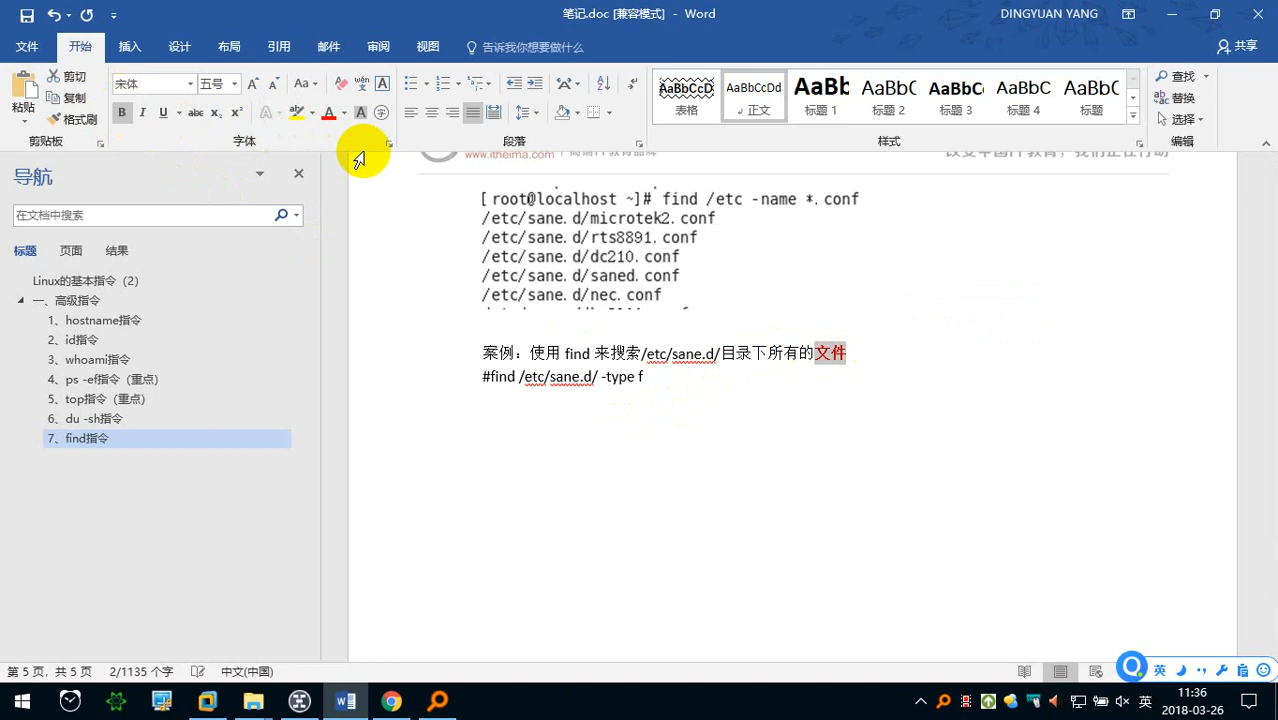 笔记.doc [兼容模式] - Word
DINGYUAN YANG
文件 开始 插入 设计 布局 引用 邮件 审阅 视图 告诉我你想要做什么
共享
粘贴
剪切
复制
格式刷
剪贴板
宋体 五号
字体
段落
AaBbCcD 表格
AaBbCcDd 正文
AaBb 标题 1
AaBbC 标题 2
AaBbC 标题 3
AaBbC 标题 4
AaBbC 标题
样式
查找
替换
选择
编辑
导航
在文档中搜索
标题 页面 结果
Linux的基本指令（2）
一、高级指令
1、hostname指令
2、id指令
3、whoami指令
4、ps -ef指令（重点）
5、top指令（重点）
6、du -sh指令
7、find指令
www.itheima.com
[root@localhost ~]# find /etc -name *.conf
/etc/sane.d/microtek2.conf
/etc/sane.d/rts8891.conf
/etc/sane.d/dc210.conf
/etc/sane.d/saned.conf
/etc/sane.d/nec.conf
案例：使用 find 来搜索/etc/sane.d/目录下所有的文件
#find /etc/sane.d/ -type f
第 5 页，共 5 页 2/1135 个字 中文(中国)
英
英
11:36
2018-03-26